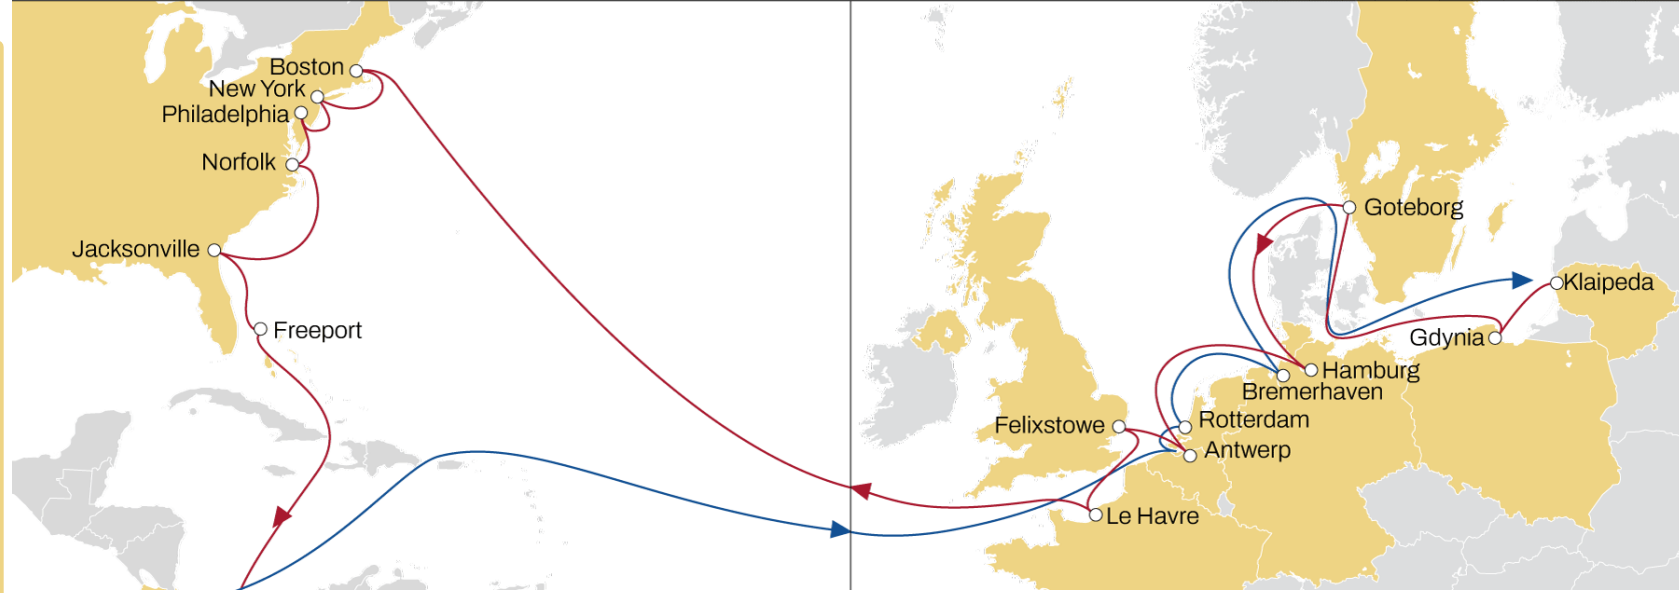 Boston
New York
Philadelphia
Norfolk
Jacksonville
Freeport
Goteborg
Klaipeda
Gdynia
Hamburg
Bremerhaven
Felixstowe
Rotterdam
Antwerp
Le Havre